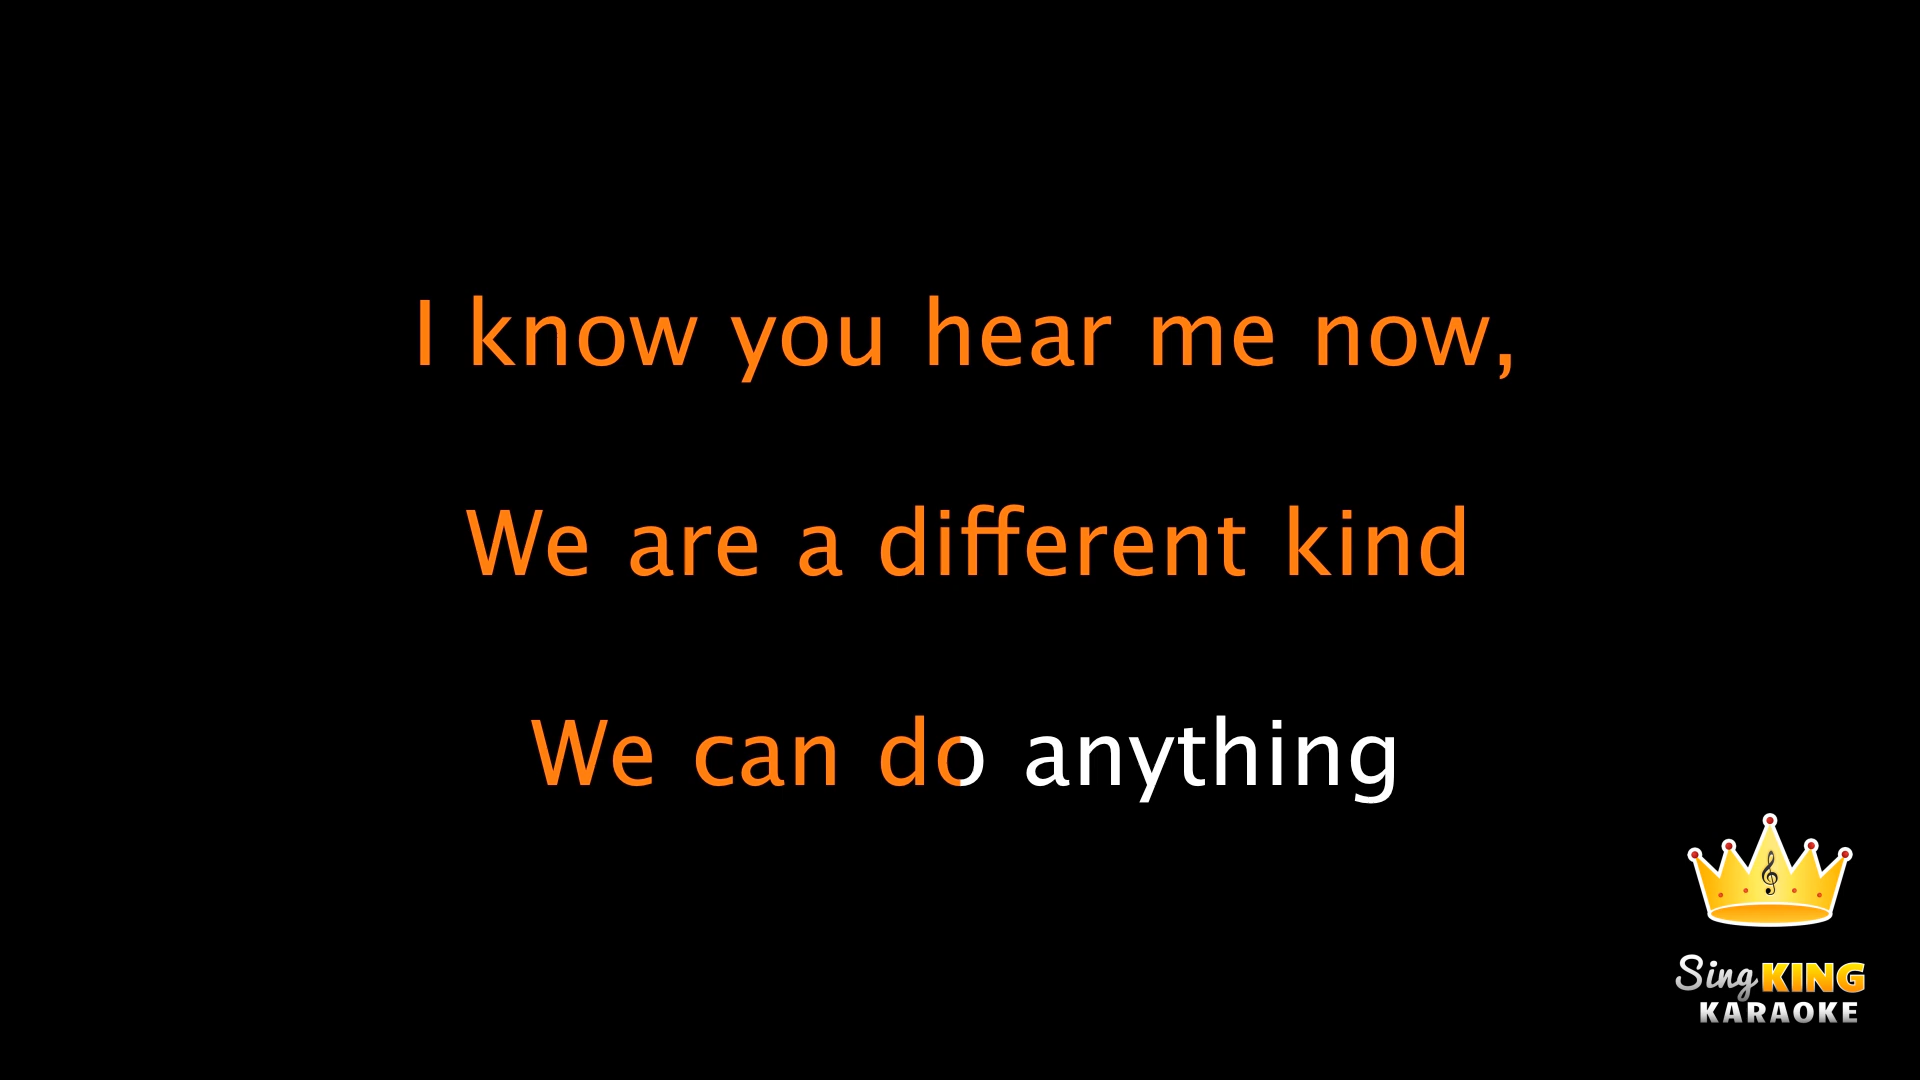 I know you hear me now,
We are a different kind
We can do anything
Sing KING
KARAOKE